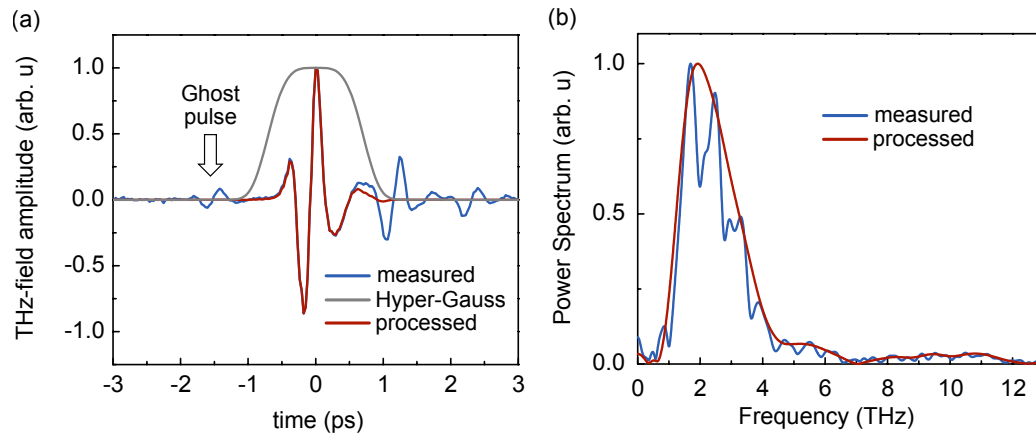 (a)
THz-field amplitude (arb. u)
1.0
0.5
0.0
-0.5
-1.0
Ghost
pulse
measured
Hyper-Gauss
processed
-3
-2
-1
0
1
2
3
time (ps)
(b)
Power Spectrum (arb. u)
1.0
0.5
0.0
measured
processed
0
2
4
6
8
10
12
Frequency (THz)